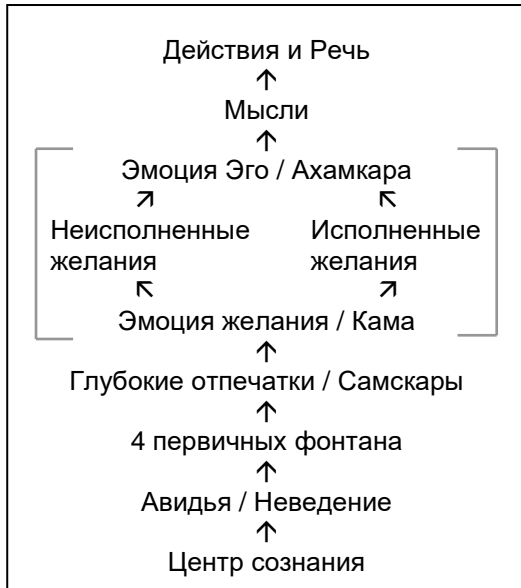 Действия и Речь
↑
Мысли
↑
Эмоция Эго / Ахамкара
↗ ↖
Неисполненные Исполненные
желания желания
↖ ↗
Эмоция желания / Кама
↑
Глубокие отпечатки / Самскары
↑
4 первичных фонтана
↑
Авидья / Неведение
↑
Центр сознания